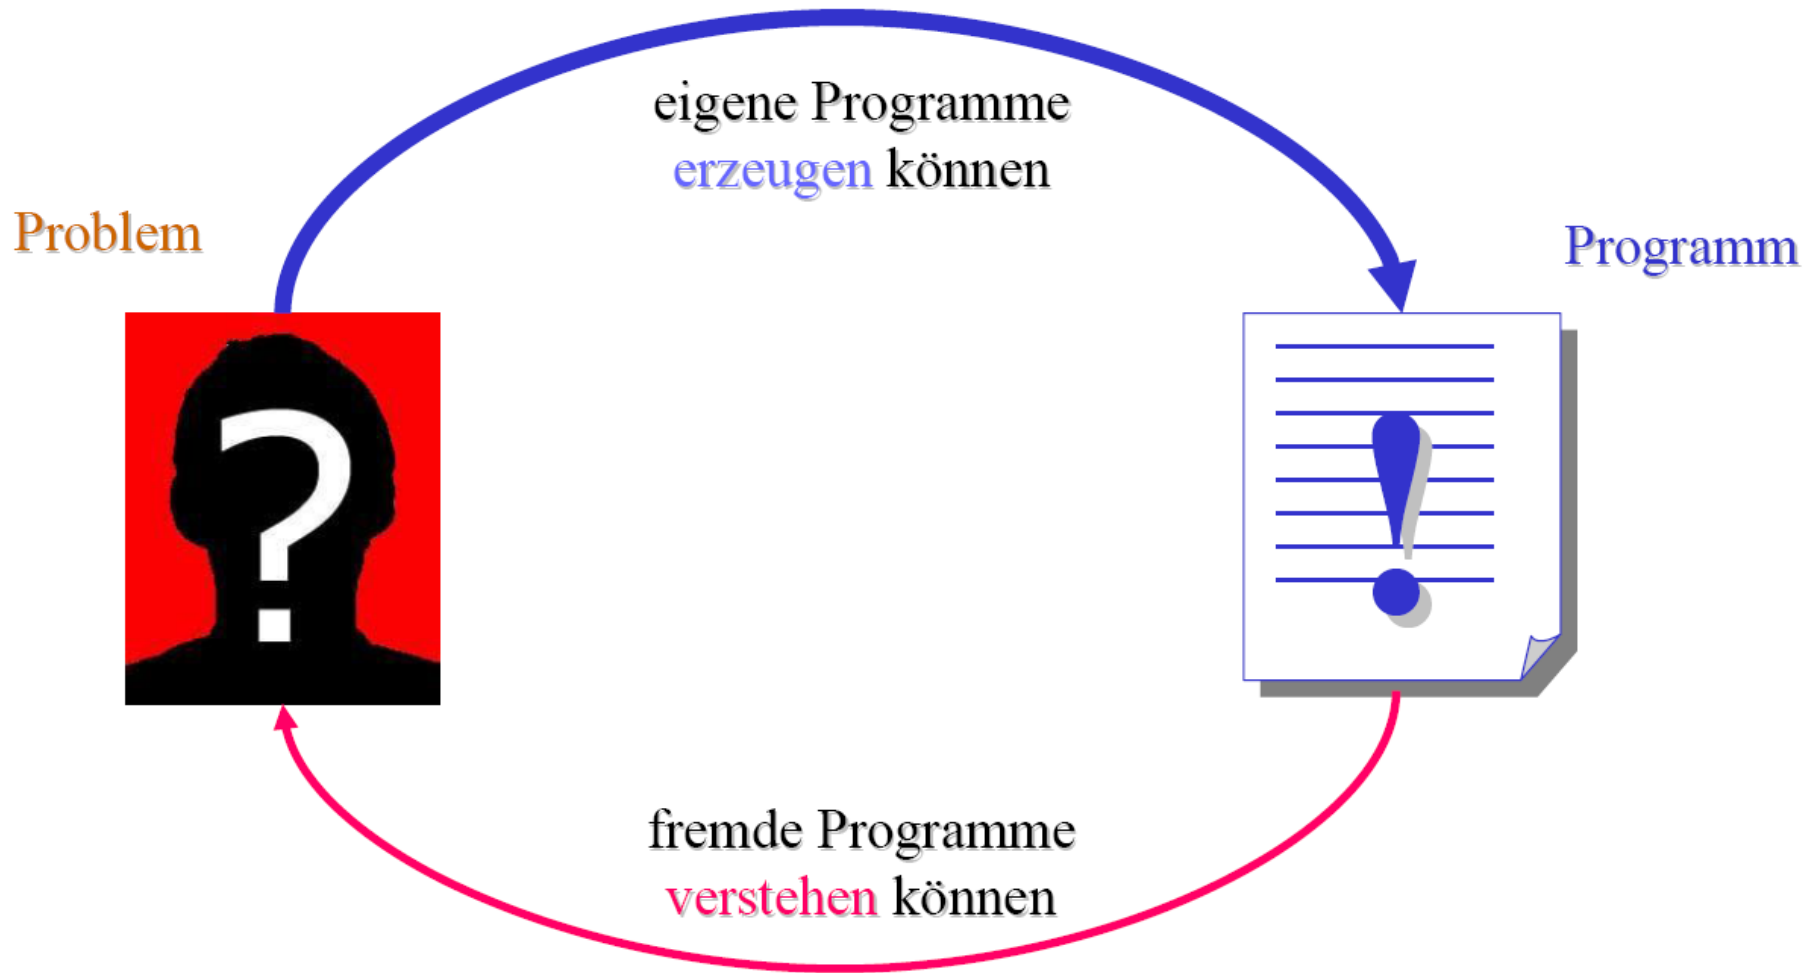 eigene Programme
erzeugen können
Problem
Programm
?
!
fremde Programme
verstehen können